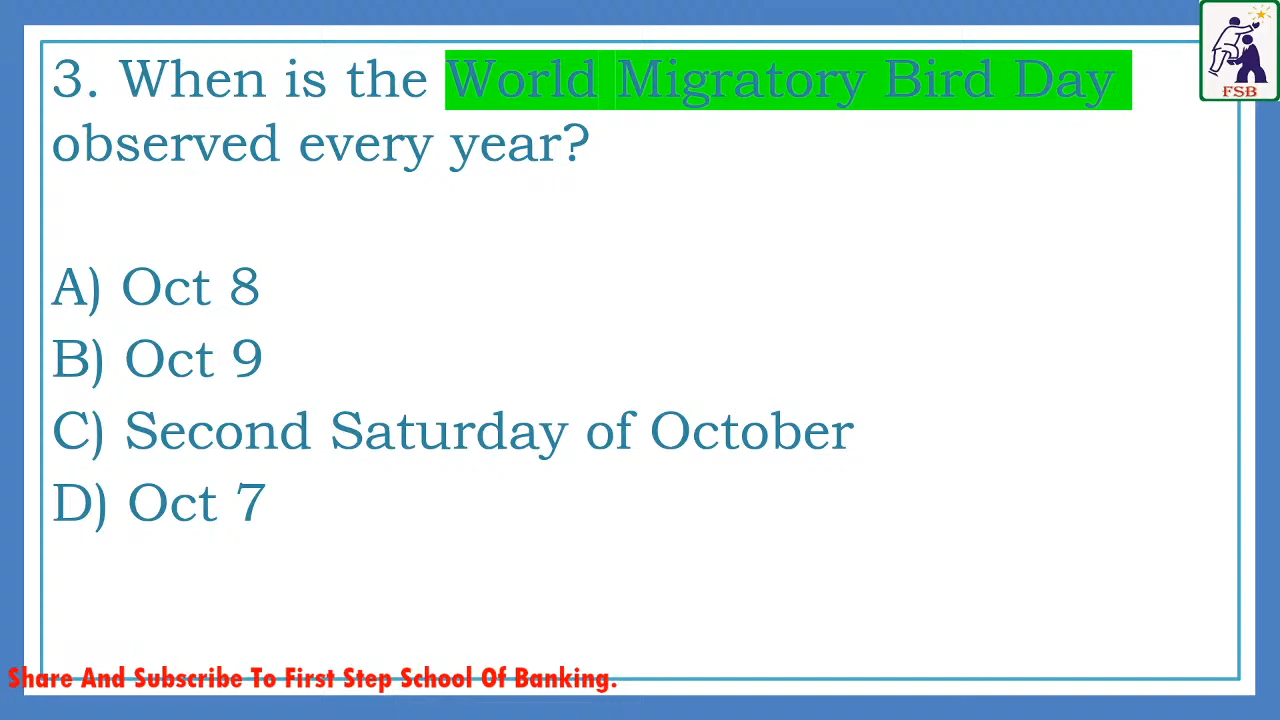 3. When is the World Migratory Bird Day
observed every year?
A) Oct 8
B) Oct 9
C) Second Saturday of October
D) Oct 7
FSB
Share And Subscribe To First Step School Of Banking.